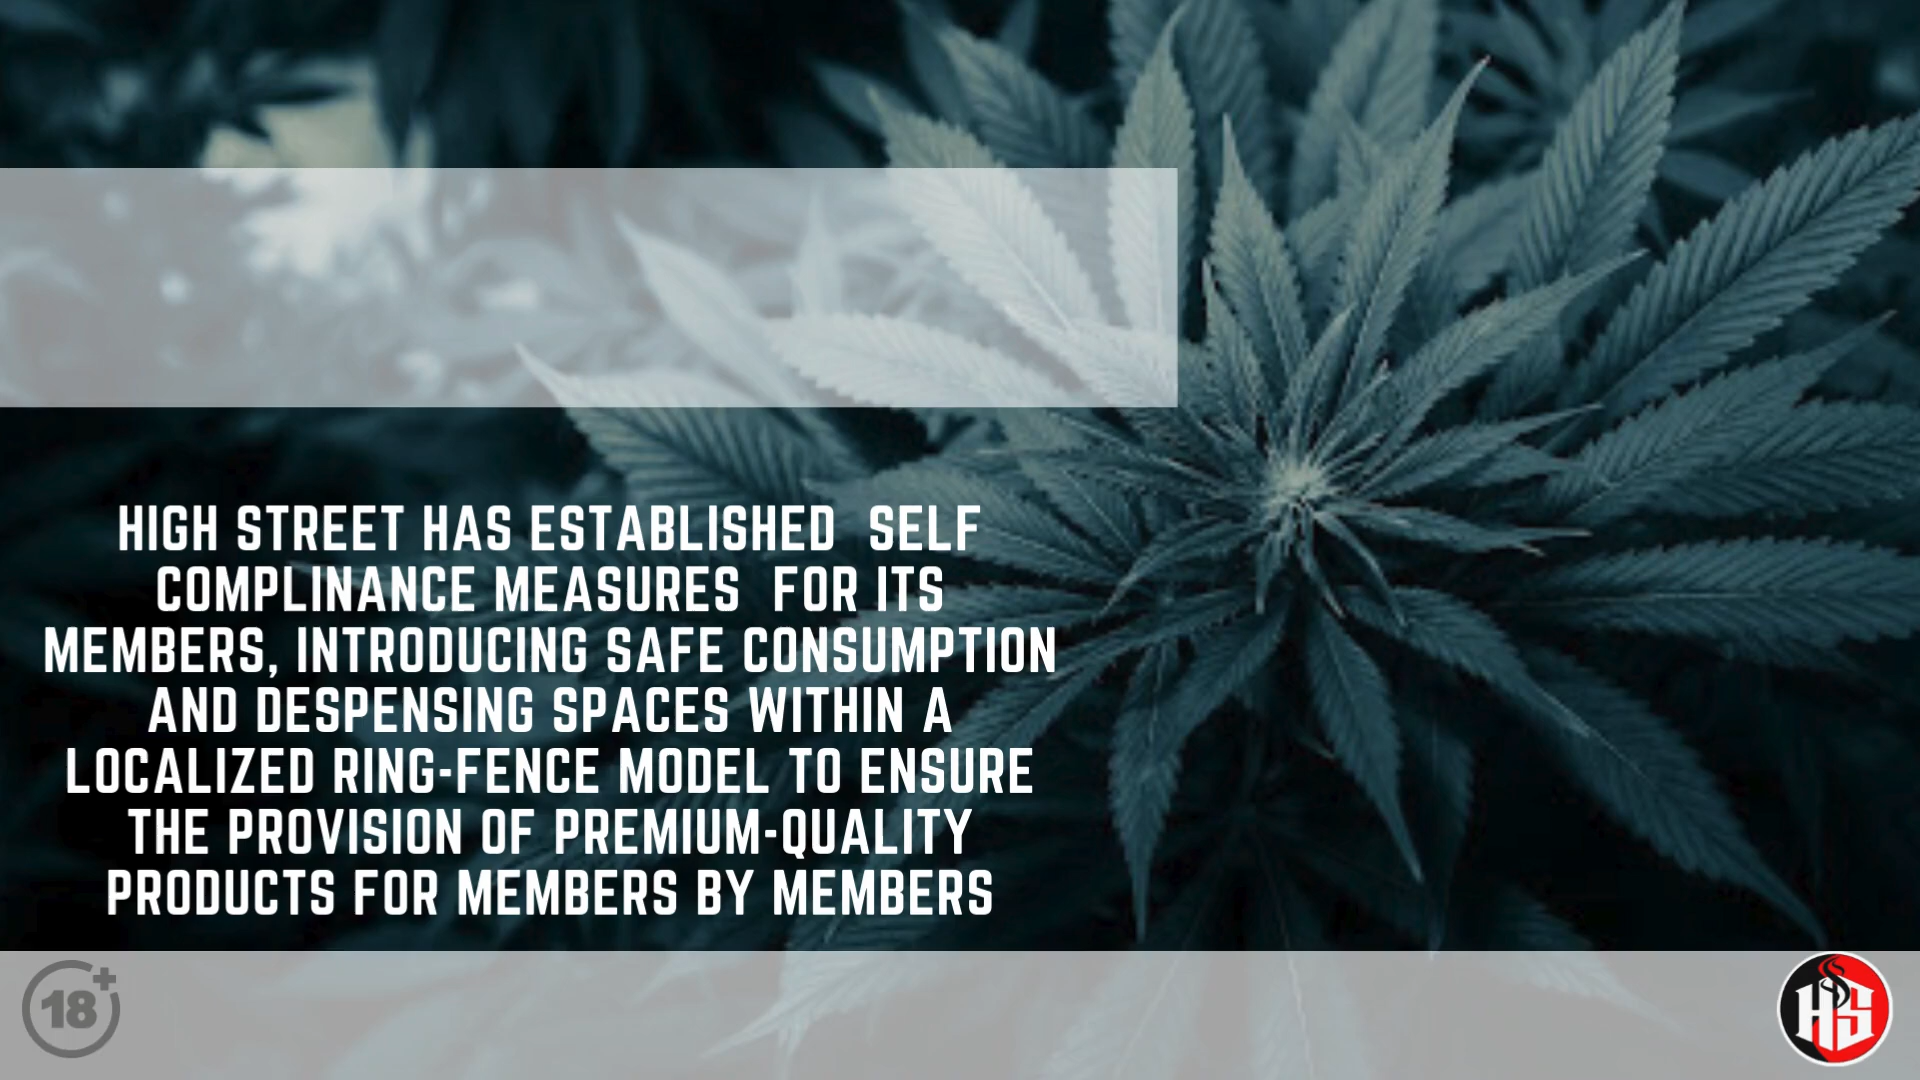 HIGH STREET HAS ESTABLISHED  SELF
COMPLINANCE MEASURES  FOR ITS
MEMBERS, INTRODUCING SAFE CONSUMPTION
AND DESPENSING SPACES WITHIN A
LOCALIZED RING-FENCE MODEL TO ENSURE
THE PROVISION OF PREMIUM-QUALITY
PRODUCTS FOR MEMBERS BY MEMBERS
18+
HS